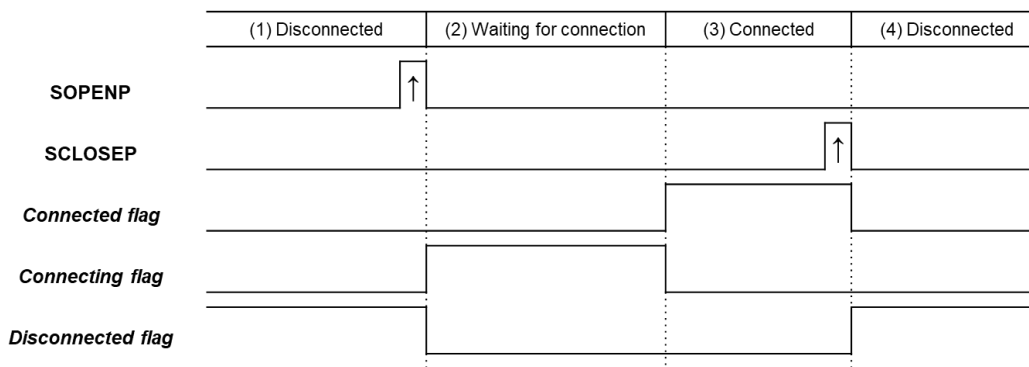 (1) Disconnected (2) Waiting for connection (3) Connected (4) Disconnected
SOPENP ↑
SCLOSEP ↑
Connected flag
Connecting flag
Disconnected flag